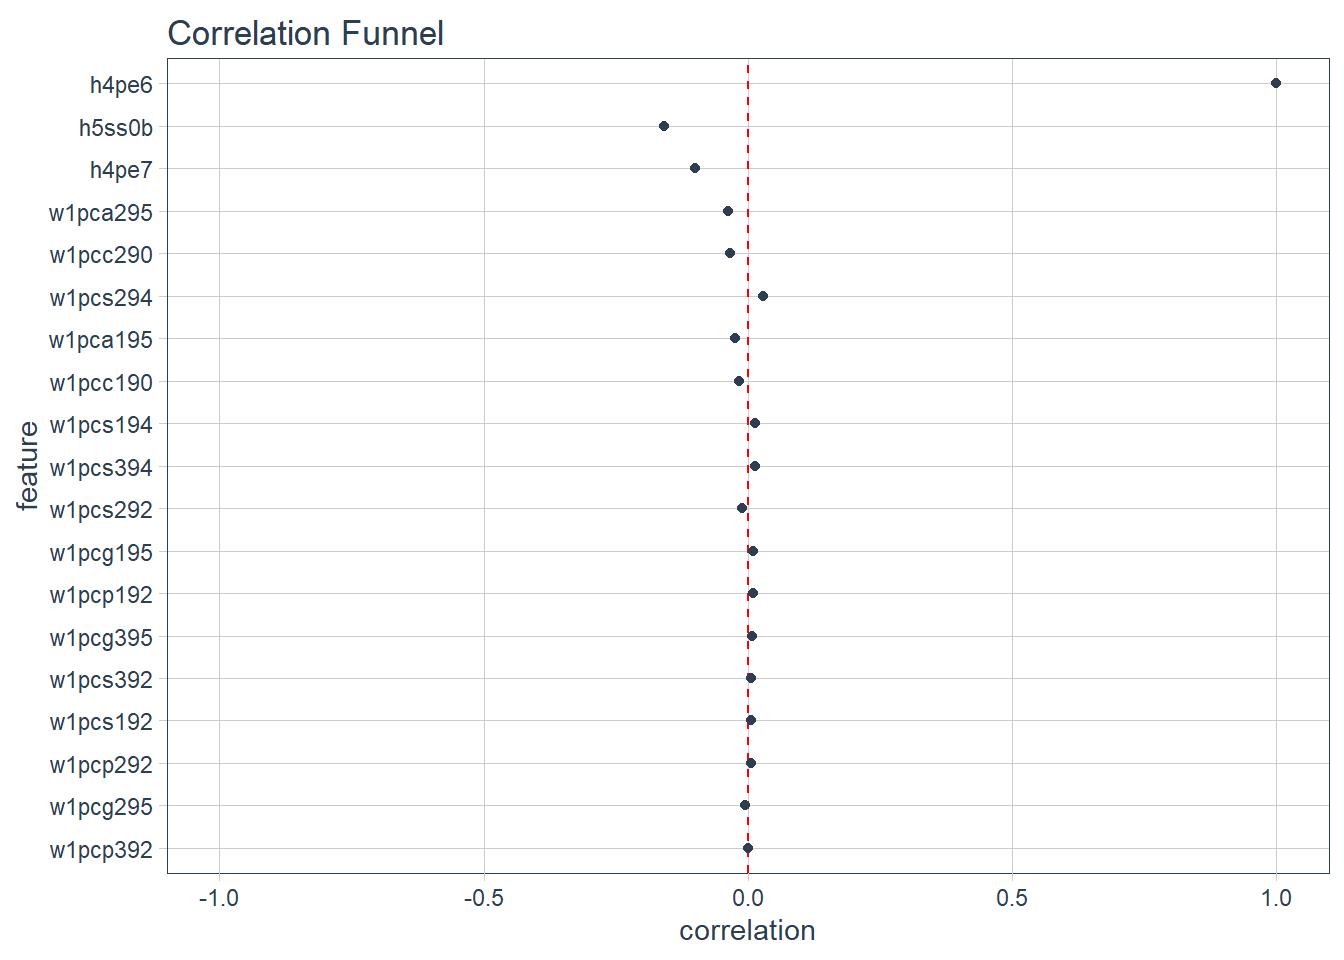 Correlation Funnel
h4pe6
h5ss0b
h4pe7
w1pca295
w1pcc290
w1pcs294
w1pca195
w1pcc190
w1pcs194
w1pcs394
w1pcs292
w1pcg195
w1pcp192
w1pcg395
w1pcs392
w1pcs192
w1pcp292
w1pcg295
w1pcp392
feature
-1.0 -0.5 0.0 0.5 1.0
correlation